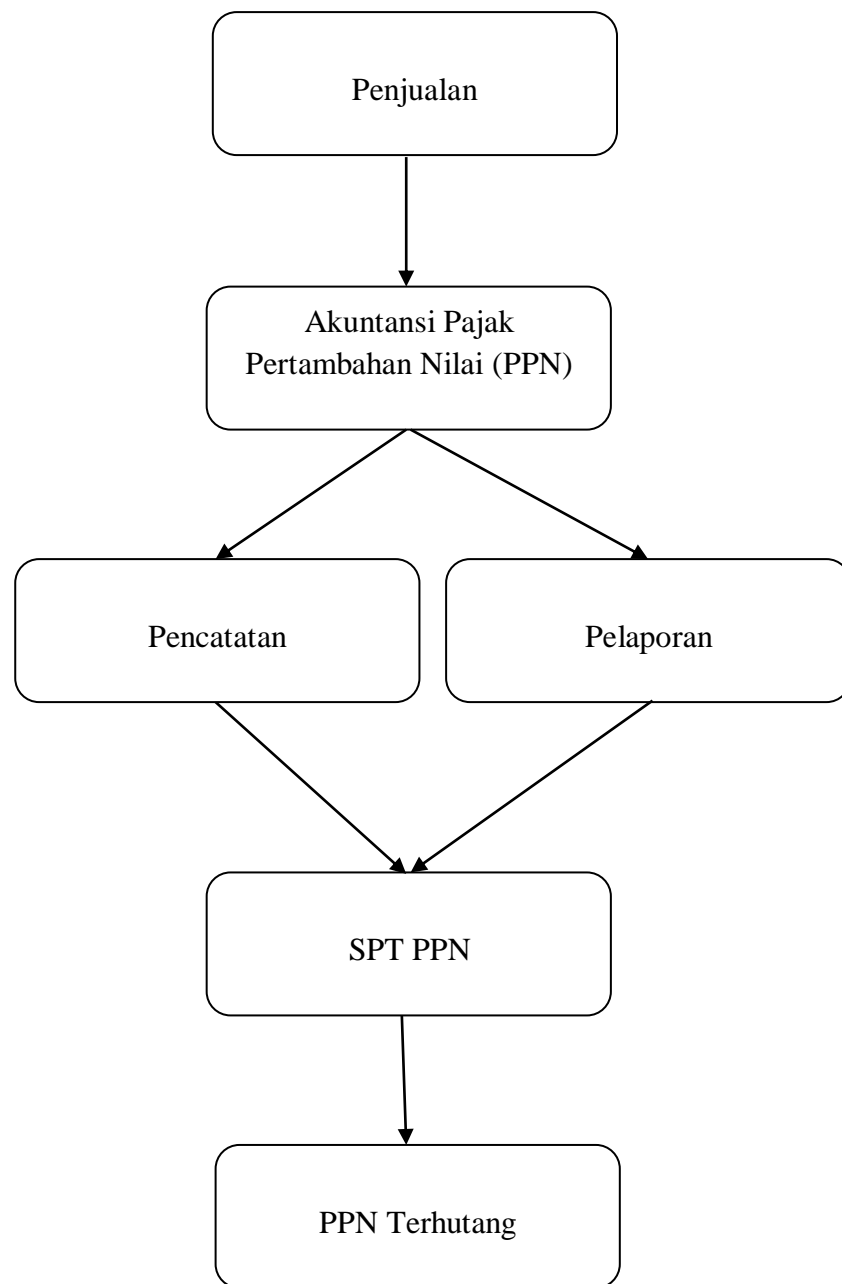 Penjualan
Akuntansi Pajak
Pertambahan Nilai (PPN)
Pencatatan
Pelaporan
SPT PPN
PPN Terhutang